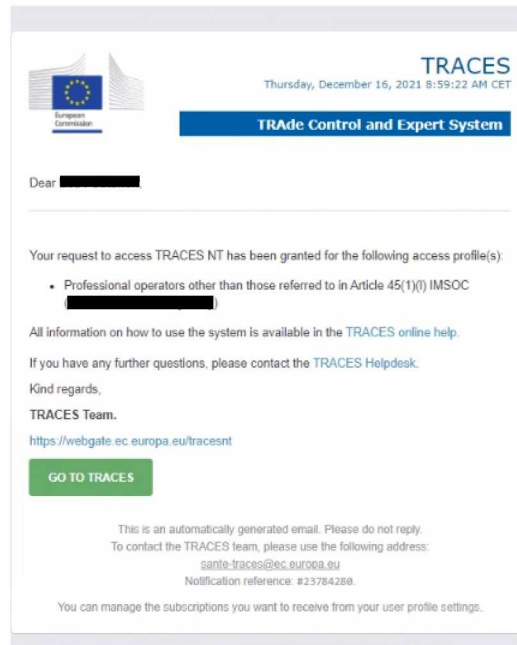 European
Commission
TRACES
Thursday, December 16, 2021 8:59:22 AM CET
TRAde Control and Expert System
Dear
Your request to access TRACES NT has been granted for the following access profile(s):
• Professional operators other than those referred to in Article 45(1)(l) IMSOC
( )
All information on how to use the system is available in the TRACES online help.
If you have any further questions, please contact the TRACES Helpdesk.
Kind regards,
TRACES Team.
https://webgate.ec.europa.eu/tracesnt
GO TO TRACES
This is an automatically generated email. Please do not reply.
To contact the TRACES team, please use the following address:
sante-traces@ec.europa.eu
Notification reference: #23784280.
You can manage the subscriptions you want to receive from your user profile settings.